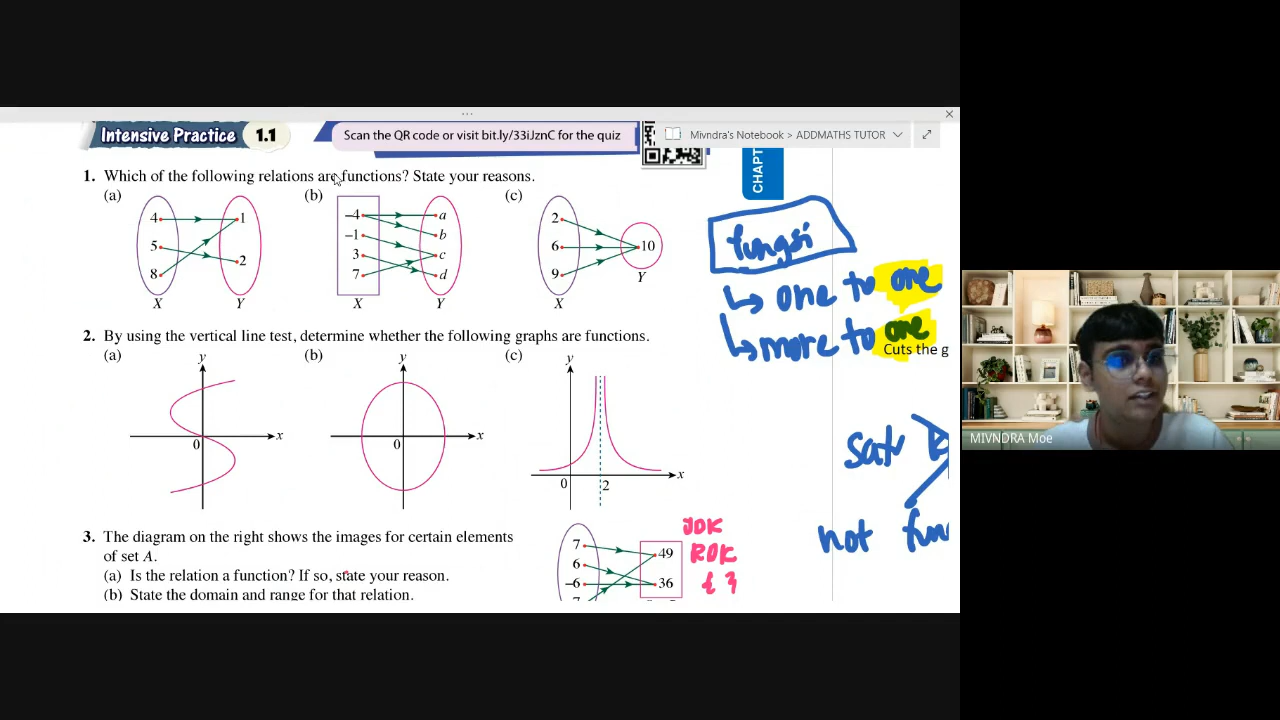 Intensive Practice 1.1
Scan the QR code or visit bit.ly/33iJznC for the quiz
Mivndra's Notebook > ADDMATHS TUTOR
CHAPT
1. Which of the following relations are functions? State your reasons.
(a) (b) (c)
4 1
5 2
8
X Y
–4 a
–1 b
3 c
7 d
X Y
2
6 10
9
X Y
fungsi
one to one
more to one
Cuts the g
2. By using the vertical line test, determine whether the following graphs are functions.
(a) (b) (c)
y
0 x
y
0 x
y
0 2 x
satu
not fun
MIVNDRA Moe
3. The diagram on the right shows the images for certain elements
of set A.
(a) Is the relation a function? If so, state your reason.
(b) State the domain and range for that relation.
7 49
6 36
–6